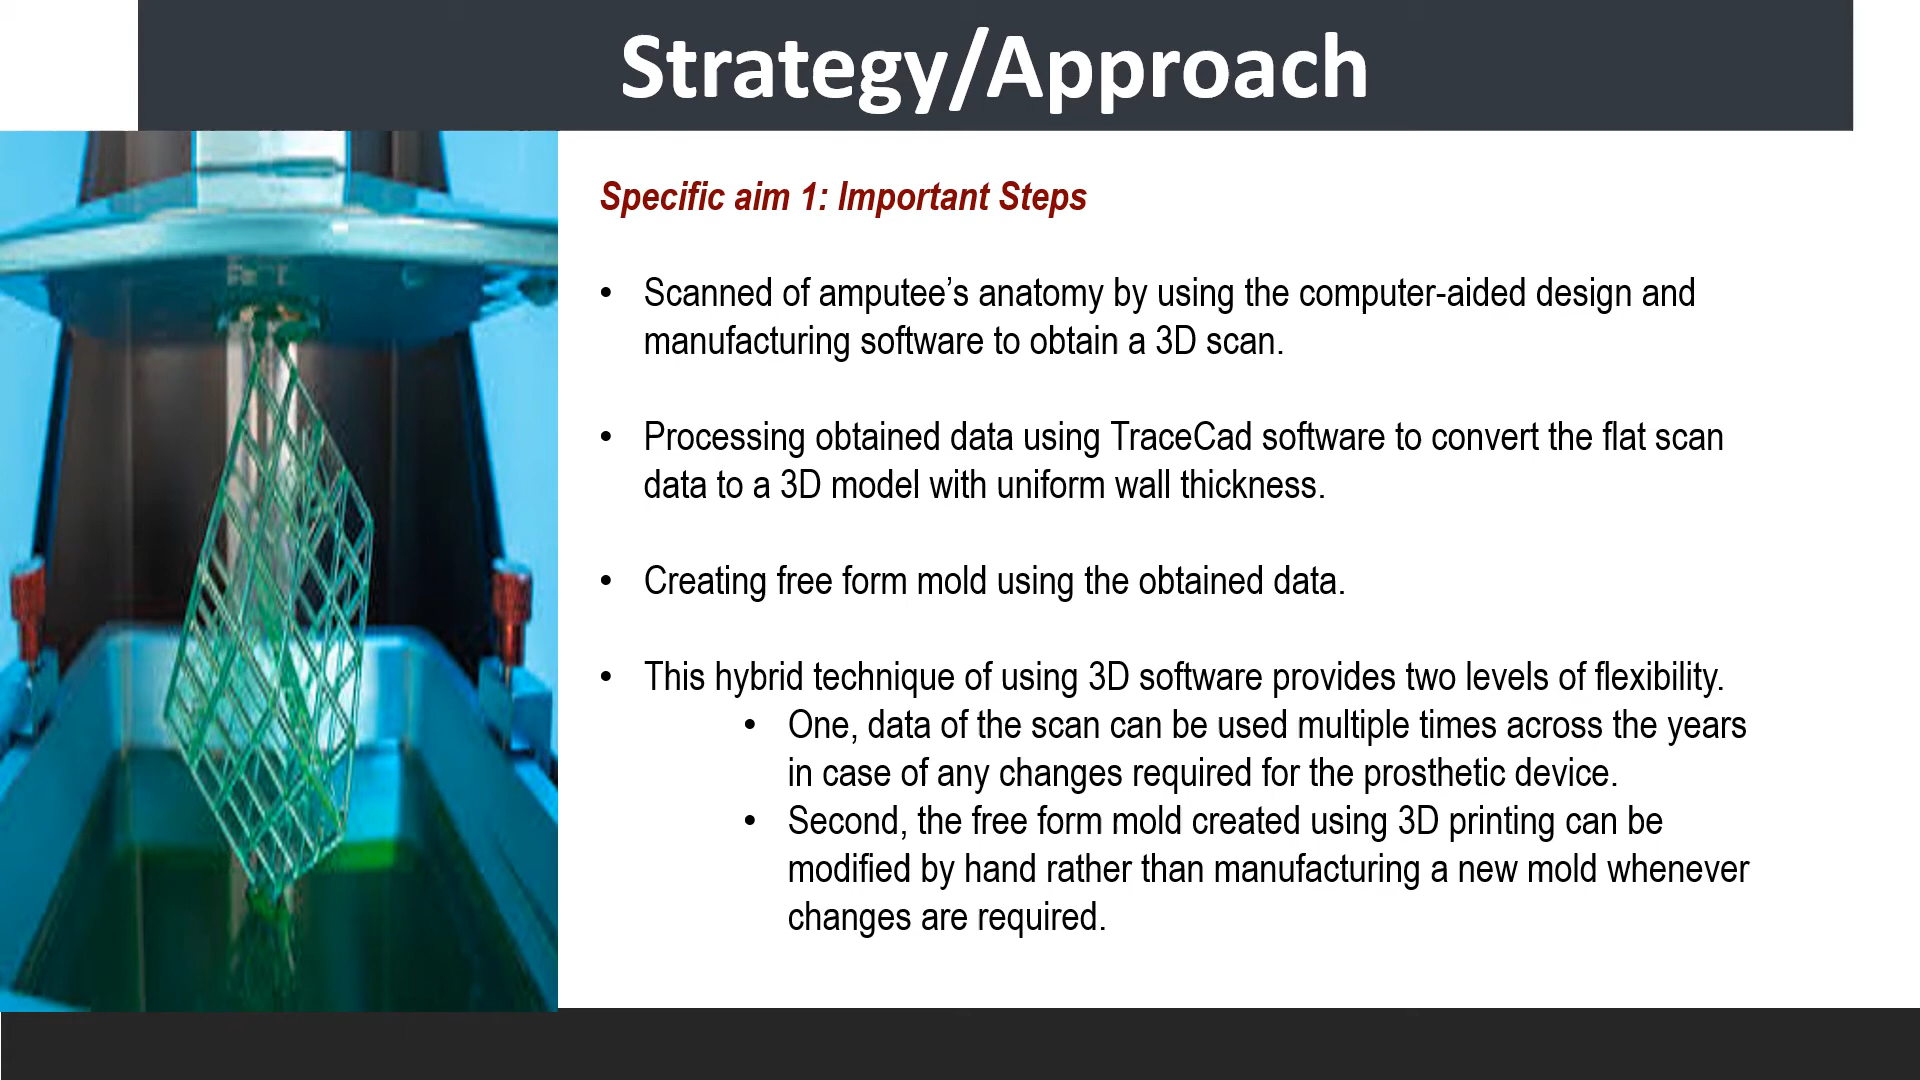 Strategy/Approach
Specific aim 1: Important Steps
• Scanned of amputee’s anatomy by using the computer-aided design and
manufacturing software to obtain a 3D scan.
• Processing obtained data using TraceCad software to convert the flat scan
data to a 3D model with uniform wall thickness.
• Creating free form mold using the obtained data.
• This hybrid technique of using 3D software provides two levels of flexibility.
• One, data of the scan can be used multiple times across the years
in case of any changes required for the prosthetic device.
• Second, the free form mold created using 3D printing can be
modified by hand rather than manufacturing a new mold whenever
changes are required.